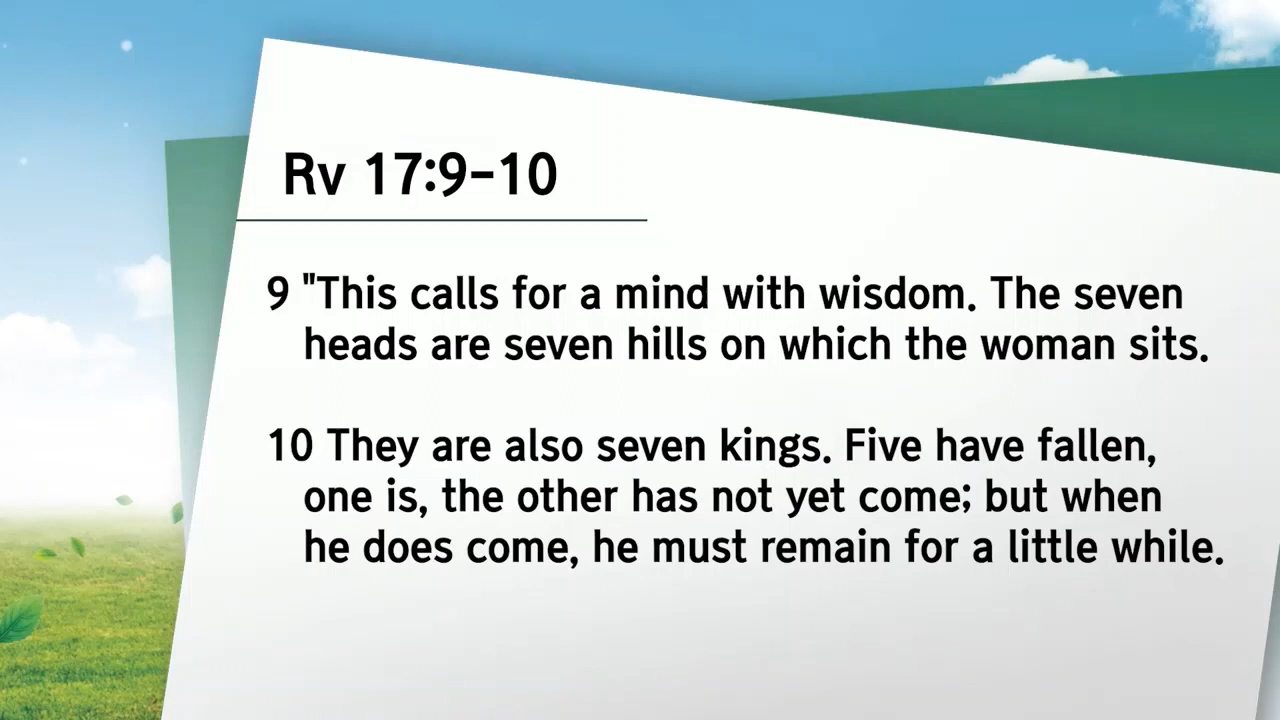 Rv 17:9-10
9 "This calls for a mind with wisdom. The seven
heads are seven hills on which the woman sits.
10 They are also seven kings. Five have fallen,
one is, the other has not yet come; but when
he does come, he must remain for a little while.